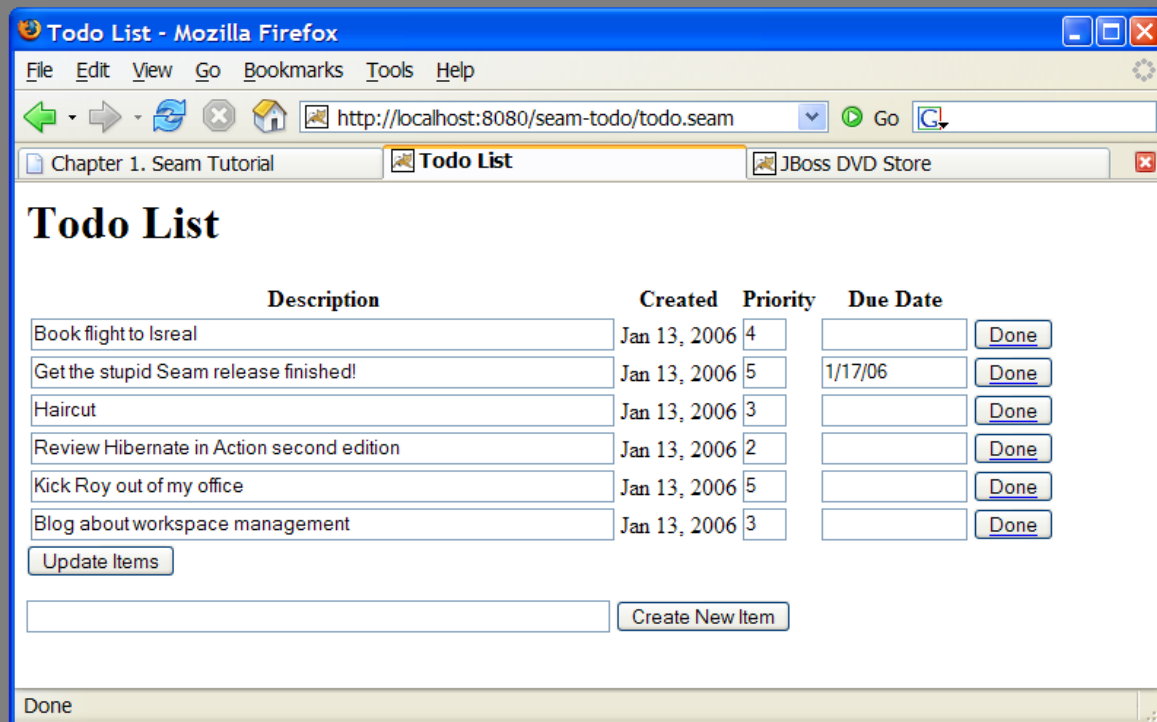 Todo List - Mozilla Firefox
File Edit View Go Bookmarks Tools Help
http://localhost:8080/seam-todo/todo.seam Go G
Chapter 1. Seam Tutorial Todo List JBoss DVD Store
Todo List
Description Created Priority Due Date
Book flight to Isreal Jan 13, 2006 4 Done
Get the stupid Seam release finished! Jan 13, 2006 5 1/17/06 Done
Haircut Jan 13, 2006 3 Done
Review Hibernate in Action second edition Jan 13, 2006 2 Done
Kick Roy out of my office Jan 13, 2006 5 Done
Blog about workspace management Jan 13, 2006 3 Done
Update Items
Create New Item
Done